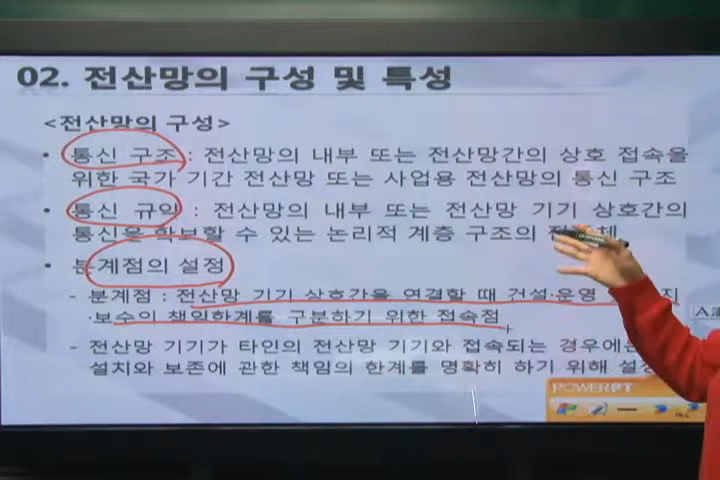 02. 전산망의 구성 및 특성
<전산망의 구성>
• 통신 구조 : 전산망의 내부 또는 전산망간의 상호 접속을
위한 국가 기간 전산망 또는 사업용 전산망의 통신 구조
• 통신 규약 : 전산망의 내부 또는 전산망 기기 상호간의
통신을 확보할 수 있는 논리적 계층 구조의
• 분계점의 설정
- 분계점 : 전산망 기기 상호간을 연결할 때 건설·운영
·보수의 책임한계를 구분하기 위한 접속점
- 전산망 기기가 타인의 전산망 기기와 접속되는 경우에는
설치와 보존에 관한 책임의 한계를 명확히 하기 위해
POWERPT